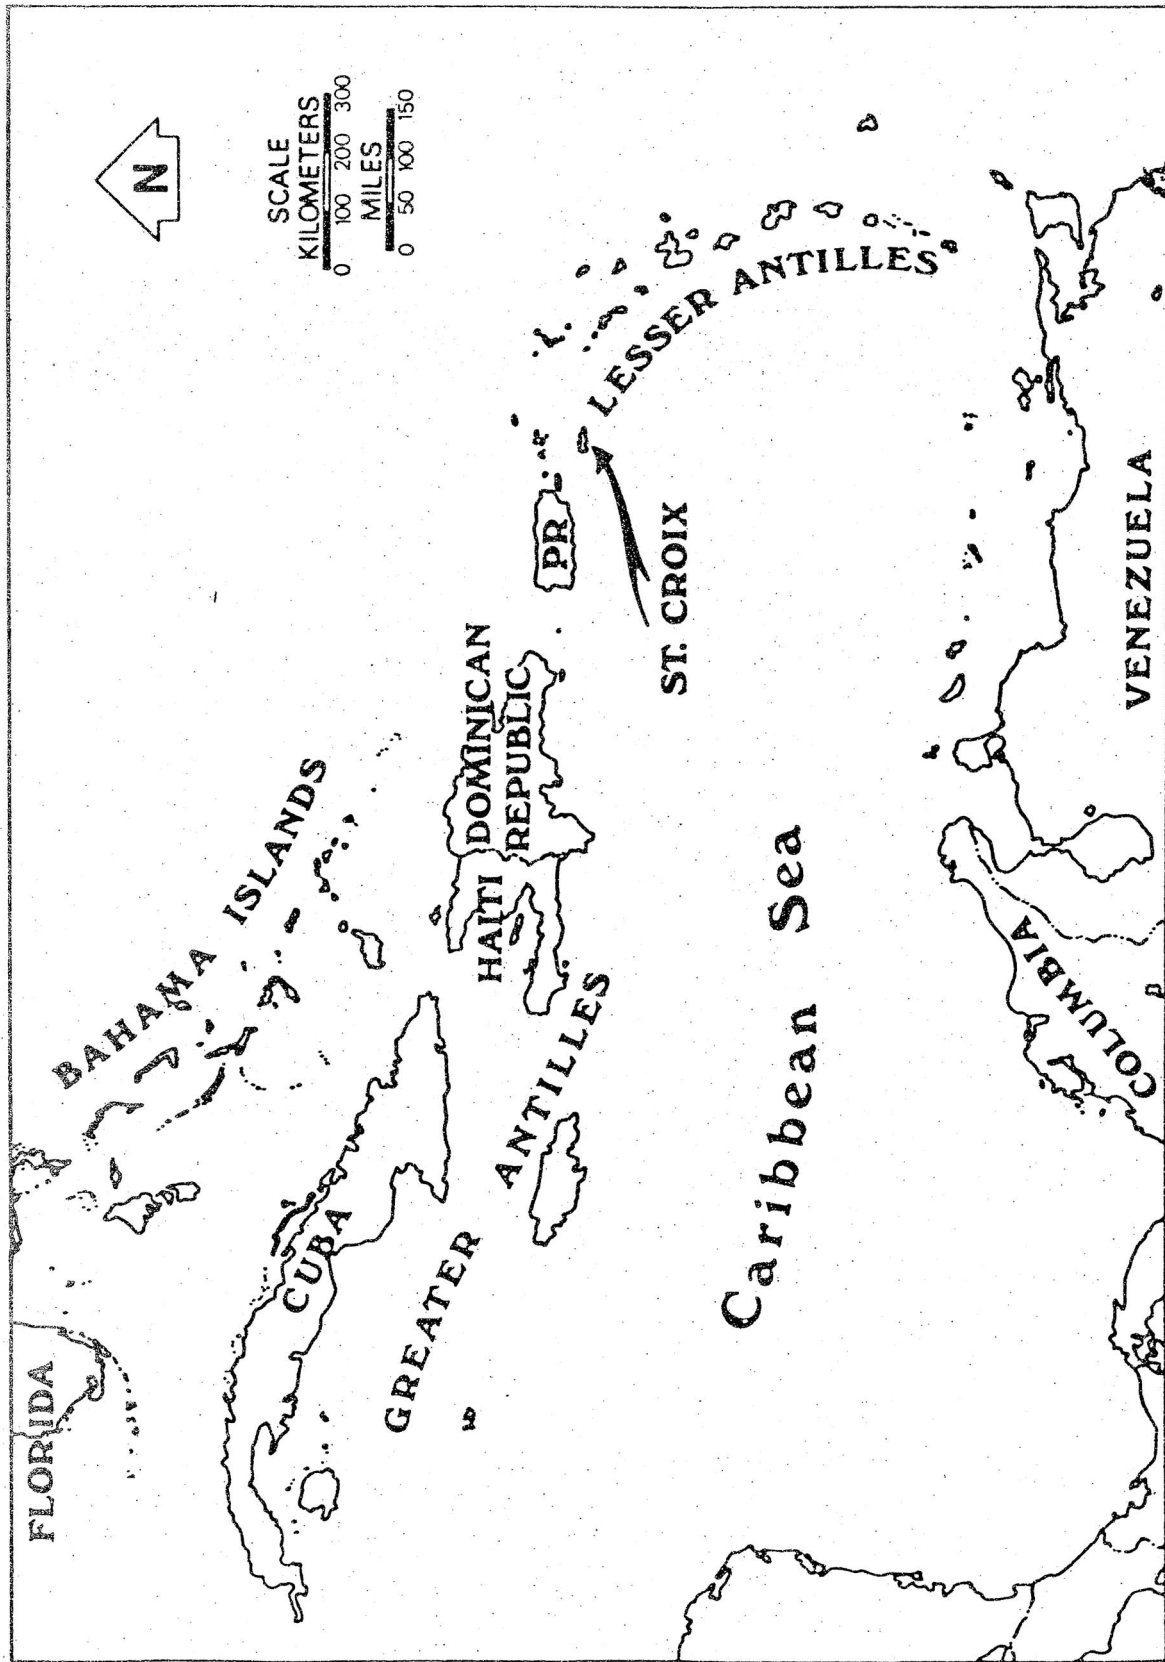 FLORIDA
BAHAMA ISLANDS
N
SCALE
KILOMETERS
0 100 200 300
MILES
0 50 100 150
CUBA
GREATER ANTILLES
HAITI
DOMINICAN
REPUBLIC
PR
ST. CROIX
LESSER ANTILLES
Caribbean Sea
COLUMBIA
VENEZUELA